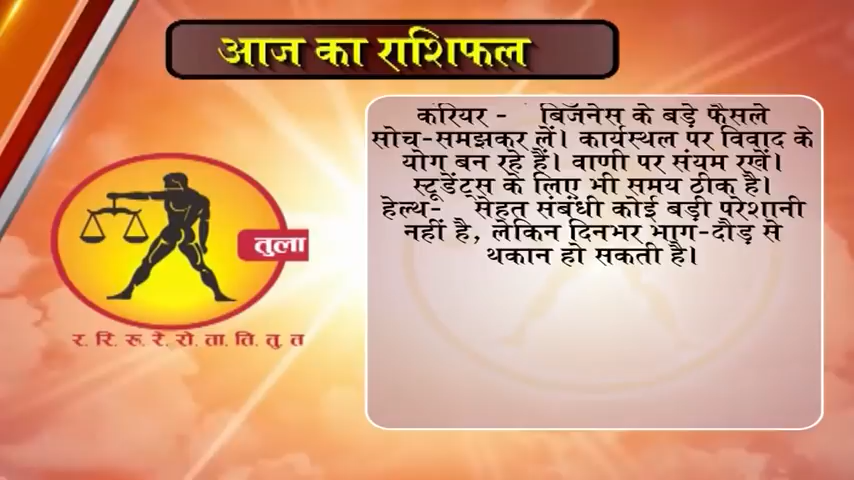 आज का राशिफल
करियर - बिजनेस के बड़े फैसले
सोच-समझकर लें। कार्यस्थल पर विवाद के
योग बन रहे हैं। वाणी पर संयम रखें।
स्टूडेंट्स के लिए भी समय ठीक है।
हेल्थ- सेहत संबंधी कोई बड़ी परेशानी
नहीं है, लेकिन दिनभर भाग-दौड़ से
थकान हो सकती है।
तुला
र. रि. रू. रे. रो. ता. ति. तु. त